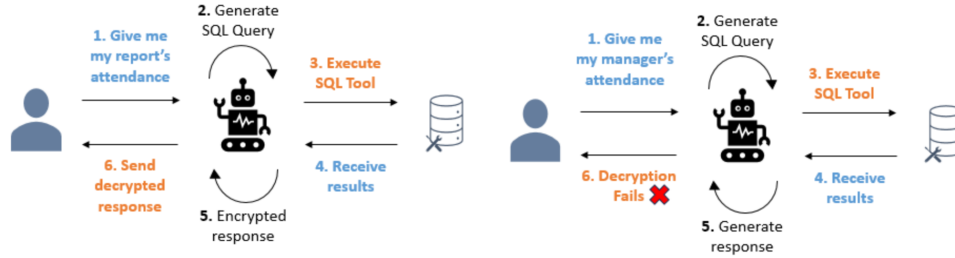 2. Generate
SQL Query
1. Give me
my report's
attendance
3. Execute
SQL Tool
6. Send
decrypted
response
4. Receive
results
5. Encrypted
response
2. Generate
SQL Query
1. Give me
my manager's
attendance
3. Execute
SQL Tool
6. Decryption
Fails
4. Receive
results
5. Generate
response